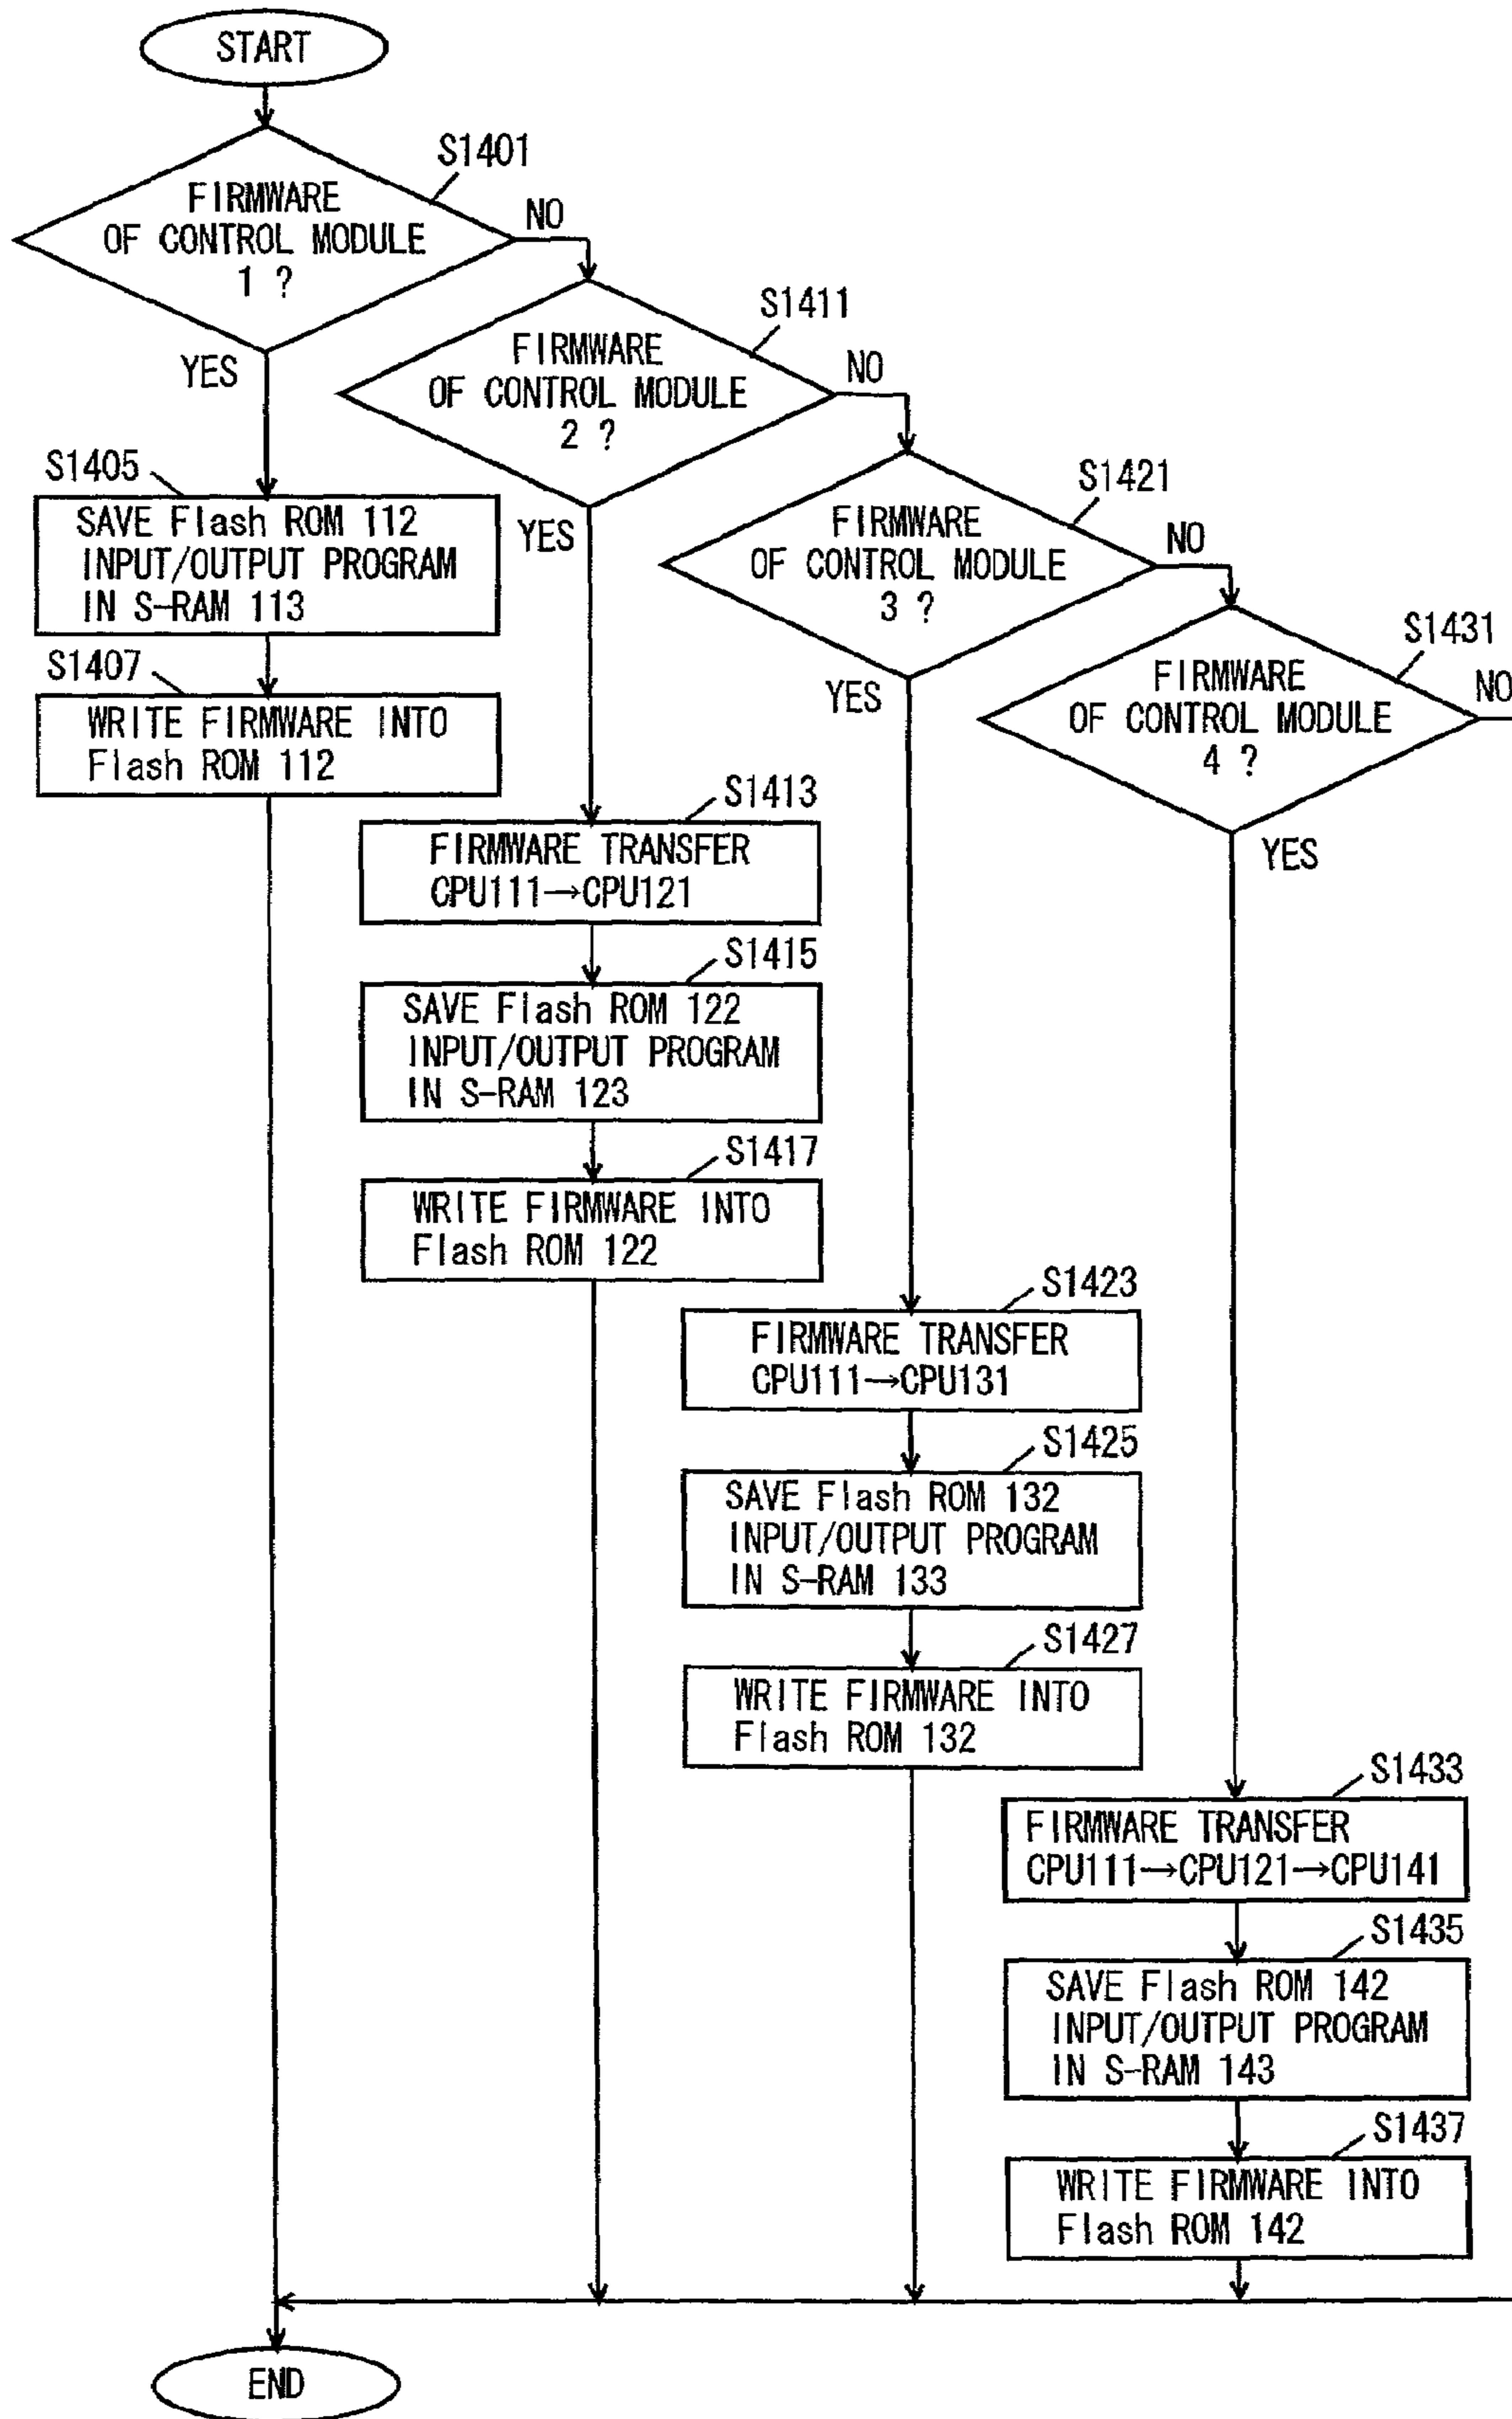 START
S1401
FIRMWARE
OF CONTROL MODULE
1 ?
NO
YES
S1411
FIRMWARE
OF CONTROL MODULE
2 ?
NO
YES
S1421
FIRMWARE
OF CONTROL MODULE
3 ?
NO
YES
S1431
FIRMWARE
OF CONTROL MODULE
4 ?
NO
YES
S1405
SAVE Flash ROM 112
INPUT/OUTPUT PROGRAM
IN S-RAM 113
S1407
WRITE FIRMWARE INTO
Flash ROM 112
S1413
FIRMWARE TRANSFER
CPU111→CPU121
S1415
SAVE Flash ROM 122
INPUT/OUTPUT PROGRAM
IN S-RAM 123
S1417
WRITE FIRMWARE INTO
Flash ROM 122
S1423
FIRMWARE TRANSFER
CPU111→CPU131
S1425
SAVE Flash ROM 132
INPUT/OUTPUT PROGRAM
IN S-RAM 133
S1427
WRITE FIRMWARE INTO
Flash ROM 132
S1433
FIRMWARE TRANSFER
CPU111→CPU121→CPU141
S1435
SAVE Flash ROM 142
INPUT/OUTPUT PROGRAM
IN S-RAM 143
S1437
WRITE FIRMWARE INTO
Flash ROM 142
END